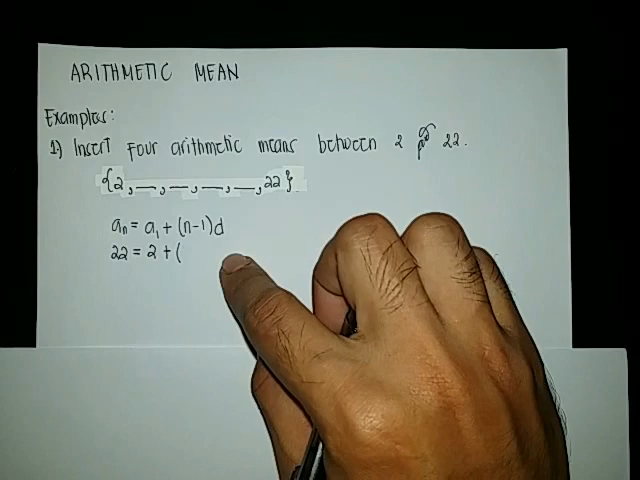 ARITHMETIC MEAN
Examples:
1) Insert four arithmetic means between 2 & 22.
{2, __, __, __, __, 22}
aₙ = a₁ + (n-1)d
22 = 2 + (